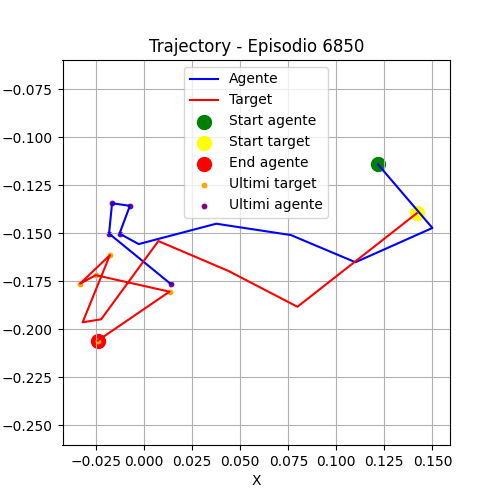 Trajectory - Episodio 6850
Agente
Target
Start agente
Start target
End agente
Ultimi target
Ultimi agente
−0.075
−0.100
−0.125
−0.150
−0.175
−0.200
−0.225
−0.250
−0.025 0.000 0.025 0.050 0.075 0.100 0.125 0.150
X